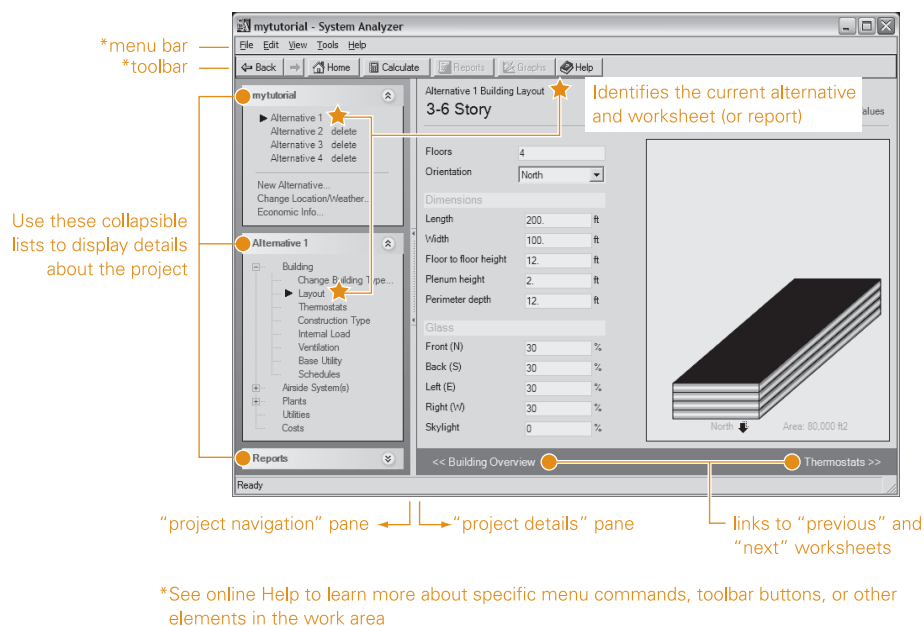 mytutorial - System Analyzer
*menu bar
File Edit View Tools Help
*toolbar
Back Home Calculate Reports Graphs Help
mytutorial
Alternative 1
Alternative 2 delete
Alternative 3 delete
Alternative 4 delete
New Alternative...
Change Location/Weather...
Economic Info...
Use these collapsible
lists to display details
about the project
Alternative 1
Building
Change Building Type...
Layout
Thermostats
Construction Type
Internal Load
Ventilation
Base Utility
Schedules
Airside System(s)
Plants
Utilities
Costs
Reports
Ready
Alternative 1 Building Layout
3-6 Story
Identifies the current alternative
and worksheet (or report)
Floors 4
Orientation North
Dimensions
Length 200. ft
Width 100. ft
Floor to floor height 12. ft
Plenum height 2. ft
Perimeter depth 12. ft
Glass
Front (N) 30 %
Back (S) 30 %
Left (E) 30 %
Right (W) 30 %
Skylight 0 %
North Area: 80,000 ft2
<< Building Overview Thermostats >>
"project navigation" pane
"project details" pane
links to "previous" and
"next" worksheets
*See online Help to learn more about specific menu commands, toolbar buttons, or other
elements in the work area